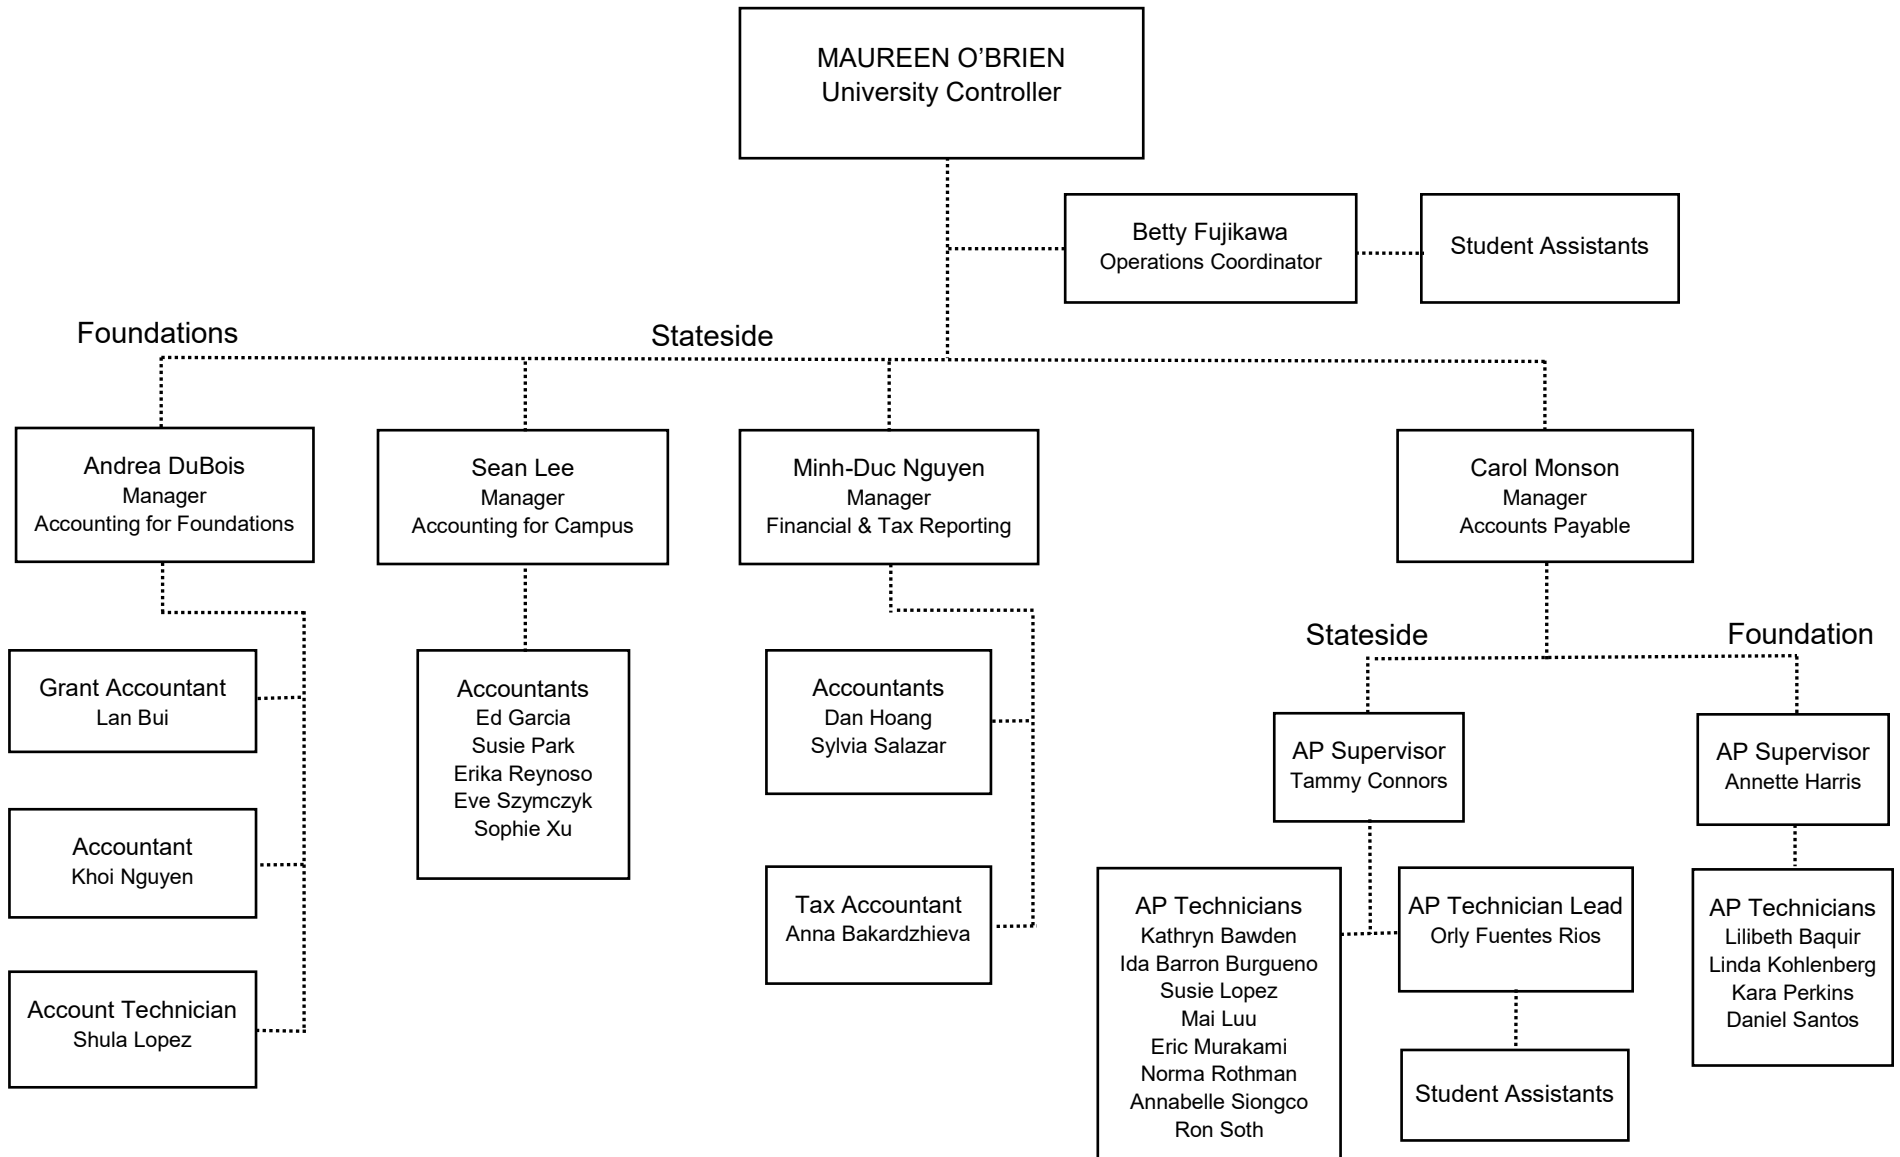 MAUREEN O’BRIEN
University Controller
Betty Fujikawa
Operations Coordinator
Student Assistants
Foundations
Stateside
Andrea DuBois
Manager
Accounting for Foundations
Sean Lee
Manager
Accounting for Campus
Minh-Duc Nguyen
Manager
Financial & Tax Reporting
Carol Monson
Manager
Accounts Payable
Grant Accountant
Lan Bui
Accountant
Khoi Nguyen
Account Technician
Shula Lopez
Accountants
Ed Garcia
Susie Park
Erika Reynoso
Eve Szymczyk
Sophie Xu
Accountants
Dan Hoang
Sylvia Salazar
Tax Accountant
Anna Bakardzhieva
Stateside
Foundation
AP Supervisor
Tammy Connors
AP Supervisor
Annette Harris
AP Technicians
Kathryn Bawden
Ida Barron Burgueno
Susie Lopez
Mai Luu
Eric Murakami
Norma Rothman
Annabelle Siongco
Ron Soth
AP Technician Lead
Orly Fuentes Rios
Student Assistants
AP Technicians
Lilibeth Baquir
Linda Kohlenberg
Kara Perkins
Daniel Santos